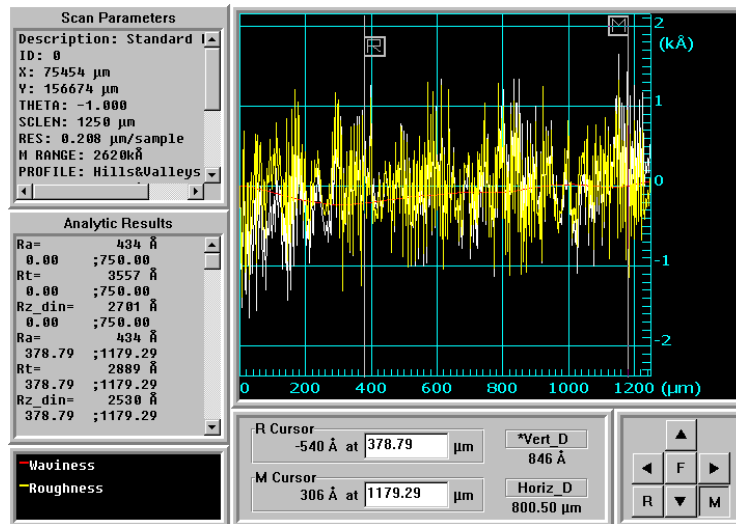 Scan Parameters
Description: Standard
ID: 0
X: 75454 µm
Y: 156674 µm
THETA: -1.000
SCLEN: 1250 µm
RES: 0.208 µm/sample
M RANGE: 2620kÅ
PROFILE: Hills&Valleys
Analytic Results
Ra= 434 Å
0.00 ;750.00
Rt= 3557 Å
0.00 ;750.00
Rz_din= 2701 Å
0.00 ;750.00
Ra= 434 Å
378.79 ;1179.29
Rt= 2889 Å
378.79 ;1179.29
Rz_din= 2530 Å
378.79 ;1179.29
Waviness
Roughness
R
M
2
(kÅ)
1
0
-1
-2
0 200 400 600 800 1000 1200 (µm)
R Cursor
-540 Å at 378.79 µm
M Cursor
306 Å at 1179.29 µm
*Vert_D
846 Å
Horiz_D
800.50 µm
F
R M